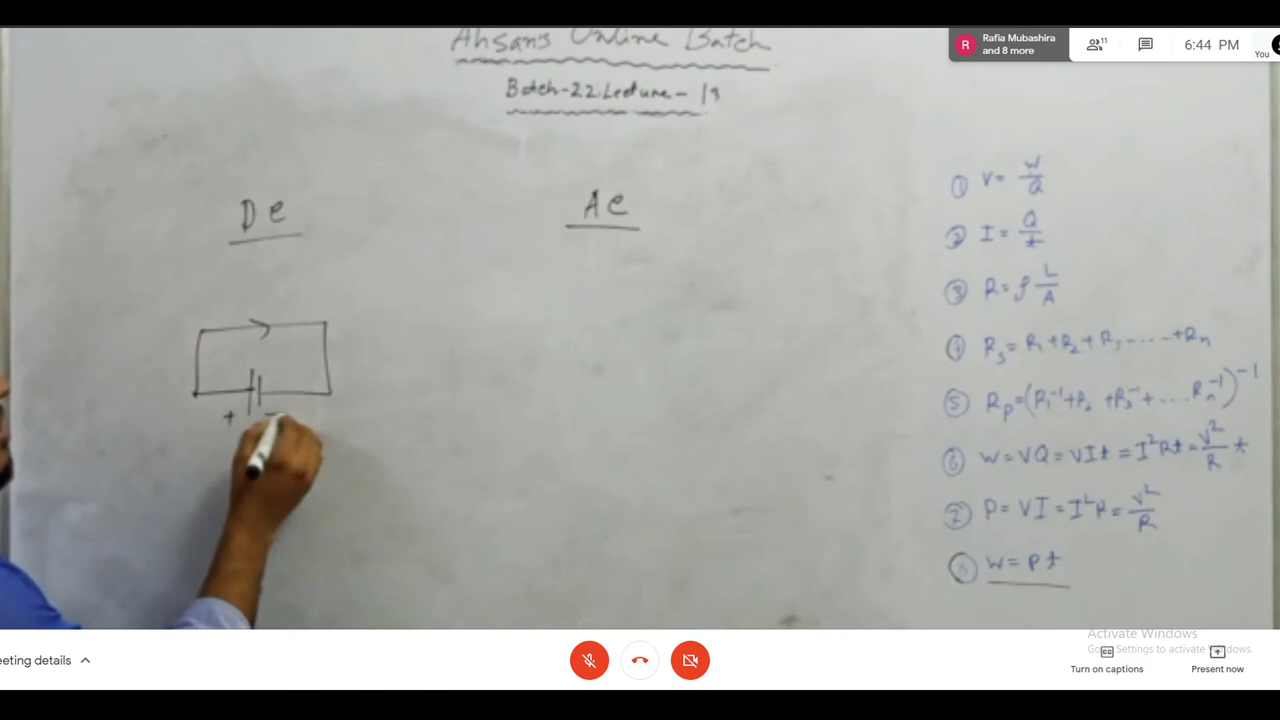 Ahsan's Online Batch
Batch-22.Lecture-
DC
AC
+ -
① V = W/Q
② I = Q/t
③ R = ρ L/A
④ Rs = R1 + R2 + R3 ----- +Rn
⑤ Rp = (R1^-1 + R2 + R3^-1 + .... Rn^-1)^-1
⑥ W = VQ = VIt = I²Rt = V²/R t
⑦ P = VI = I²R = V²/R
W = Pt
R
Rafia Mubashira
and 8 more
11
6:44 PM
You
Activate Windows
Go to Settings to activate Windows.
eeting details
Turn on captions
Present now